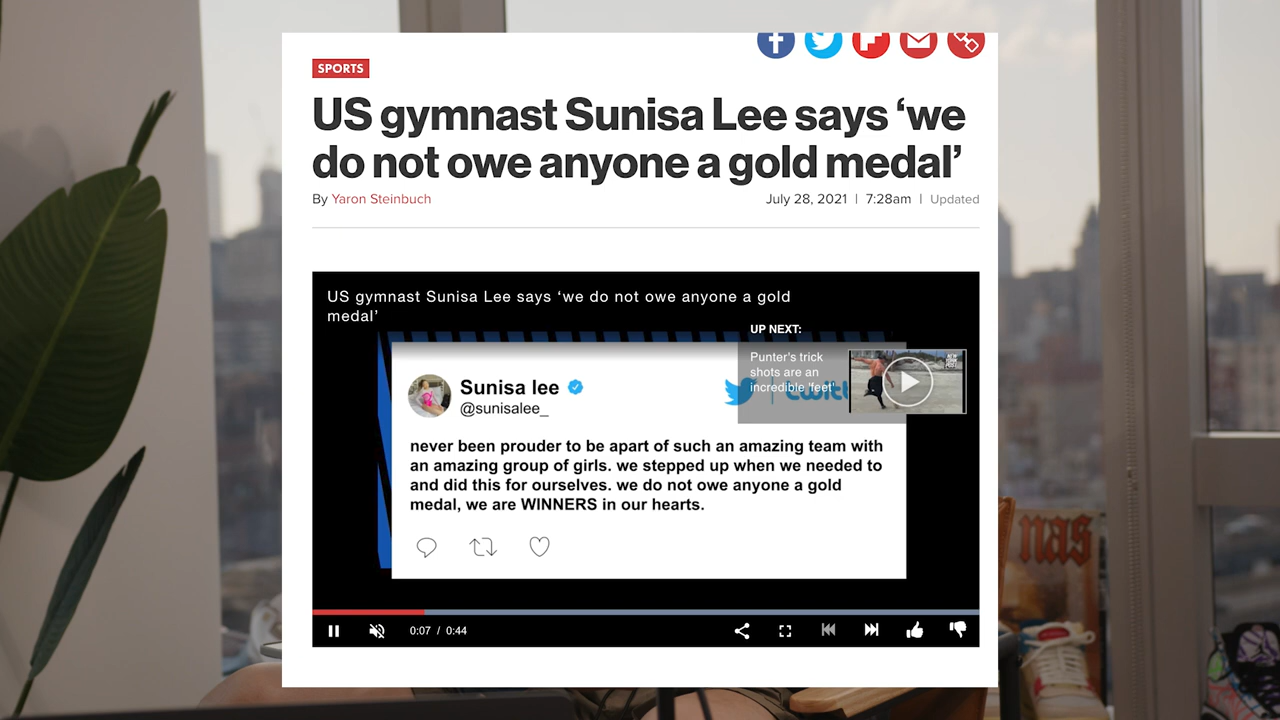 SPORTS
US gymnast Sunisa Lee says ‘we
do not owe anyone a gold medal’
By Yaron Steinbuch
July 28, 2021 | 7:28am | Updated
US gymnast Sunisa Lee says ‘we do not owe anyone a gold
medal’
UP NEXT:
Punter's trick
shots are an
incredible 'feet'
Sunisa lee
@sunisalee_
never been prouder to be apart of such an amazing team with
an amazing group of girls. we stepped up when we needed to
and did this for ourselves. we do not owe anyone a gold
medal, we are WINNERS in our hearts.
0:07 / 0:44
nas